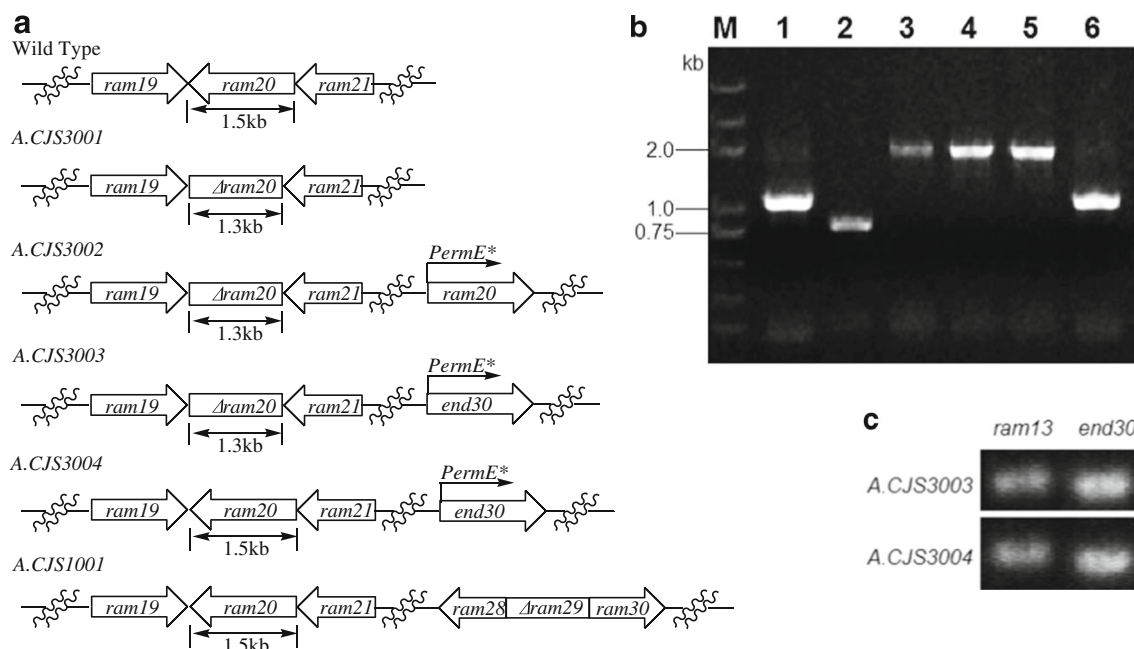 a
Wild Type
ram19 ram20 ram21
1.5kb
A.CJS3001
ram19 Δram20 ram21
1.3kb
A.CJS3002
PermE*
ram19 Δram20 ram21 ram20
1.3kb
A.CJS3003
PermE*
ram19 Δram20 ram21 end30
1.3kb
A.CJS3004
PermE*
ram19 ram20 ram21 end30
1.5kb
A.CJS1001
ram19 ram20 ram21 ram28 Δram29 ram30
1.5kb
b
M 1 2 3 4 5 6
kb
2.0
1.0
0.75
c
ram13 end30
A.CJS3003
A.CJS3004